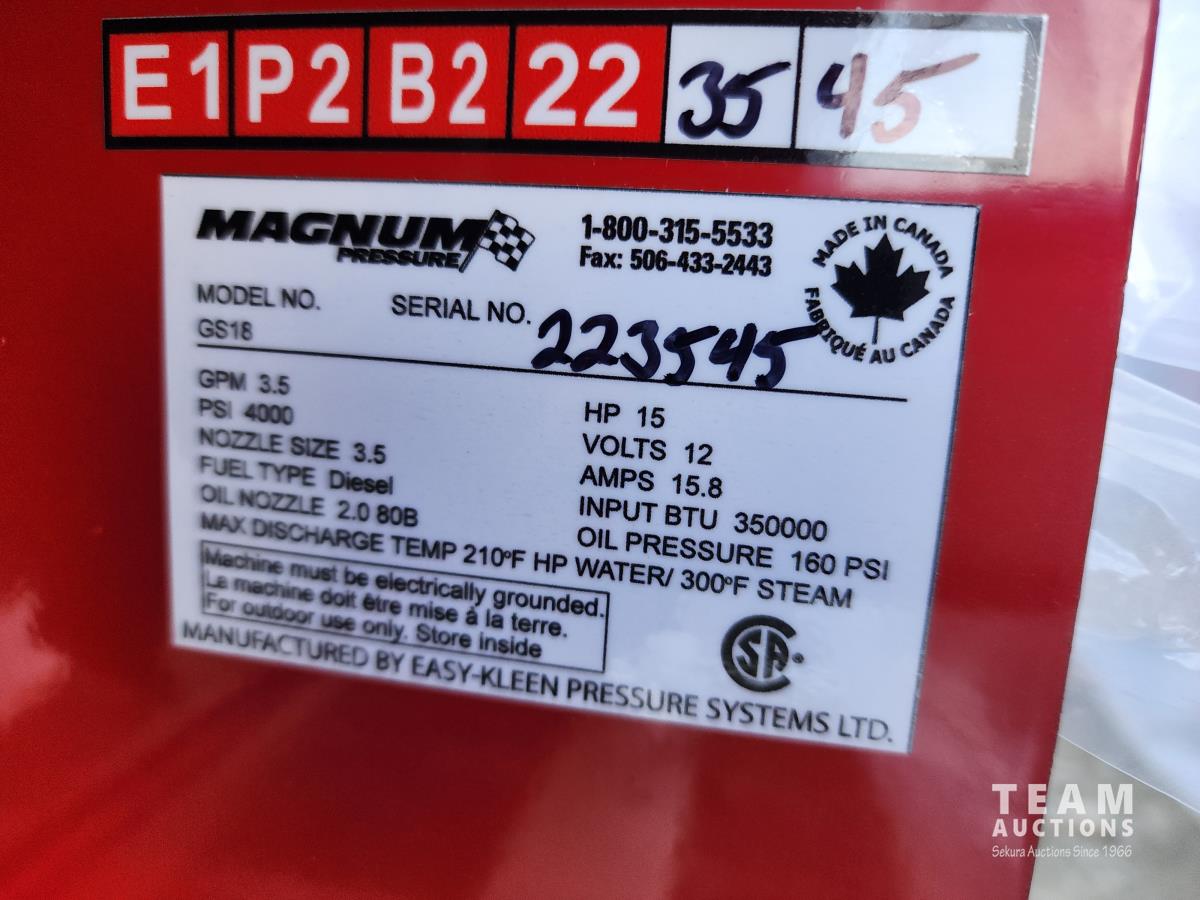 E1 P2 B2 22 35 45
MAGNUM
PRESSURE
1-800-315-5533
Fax: 506-433-2443
MADE IN CANADA
FABRIQUÉ AU CANADA
MODEL NO.
GS18
SERIAL NO. 223545
GPM 3.5
PSI 4000
NOZZLE SIZE 3.5
FUEL TYPE Diesel
OIL NOZZLE 2.0 80B
HP 15
VOLTS 12
AMPS 15.8
INPUT BTU 350000
OIL PRESSURE 160 PSI
MAX DISCHARGE TEMP 210°F HP WATER/ 300°F STEAM
Machine must be electrically grounded.
La machine doit être mise à la terre.
For outdoor use only. Store inside
MANUFACTURED BY EASY-KLEEN PRESSURE SYSTEMS LTD.
CSA
TEAM
AUCTIONS
Sekura Auctions Since 1966